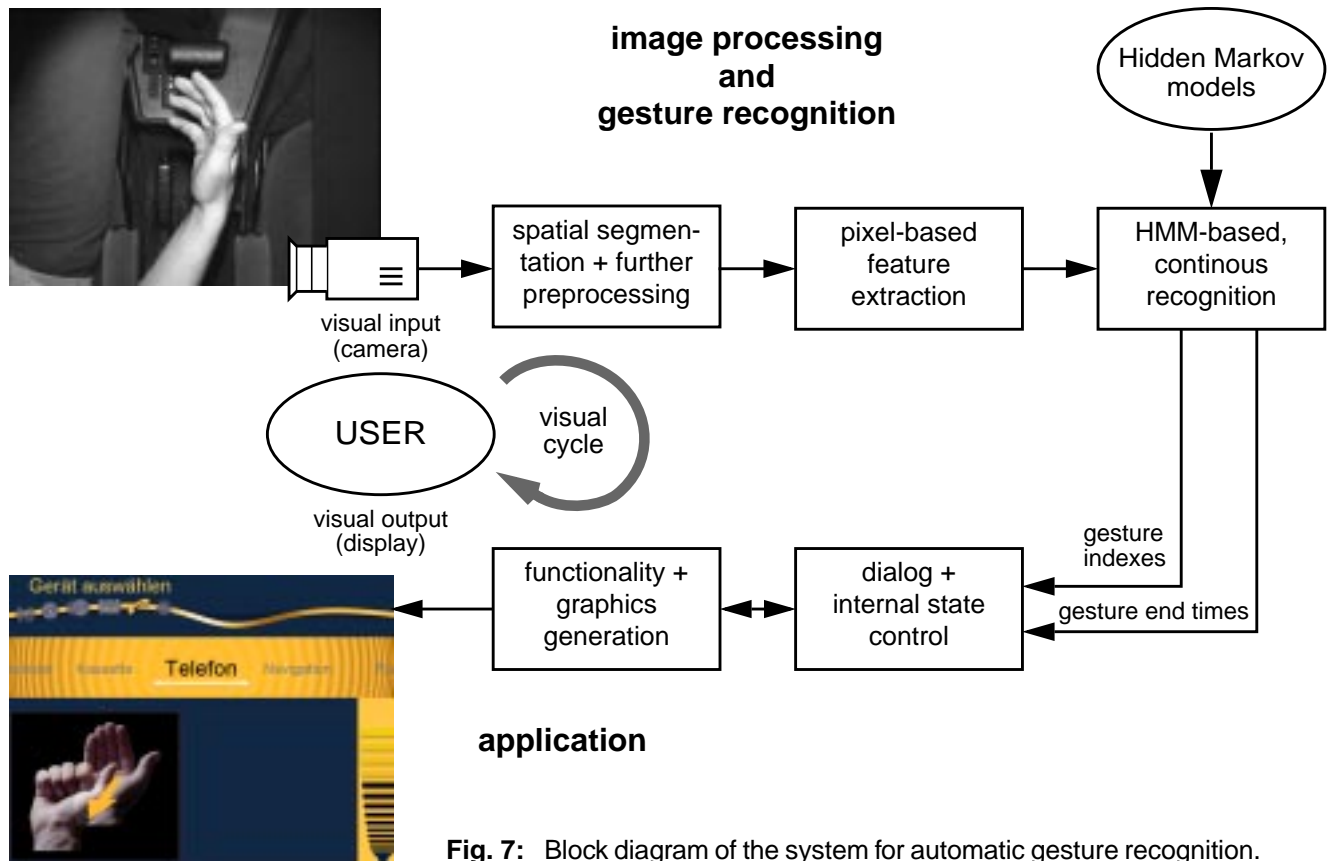 image processing
and
gesture recognition
Hidden Markov
models
spatial segmen-
tation + further
preprocessing
pixel-based
feature
extraction
HMM-based,
continous
recognition
visual input
(camera)
USER
visual
cycle
visual output
(display)
gesture
indexes
gesture end times
functionality +
graphics
generation
dialog +
internal state
control
Gerät auswählen
Kassette Telefon Navigation
application
Fig. 7: Block diagram of the system for automatic gesture recognition.